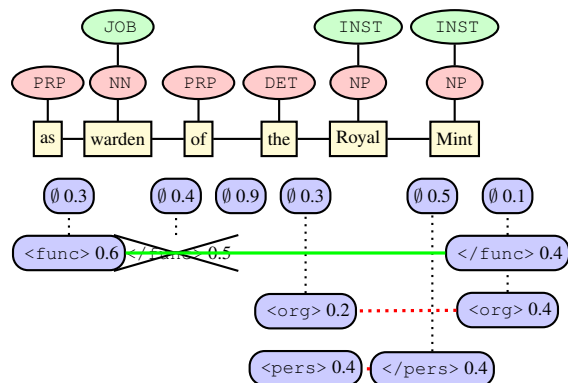 JOB INST INST
PRP NN PRP DET NP NP
as warden of the Royal Mint
∅ 0.3 ∅ 0.4 ∅ 0.9 ∅ 0.3 ∅ 0.5 ∅ 0.1
<func> 0.6 </func> 0.5 </func> 0.4
<org> 0.2 <org> 0.4
<pers> 0.4 </pers> 0.4